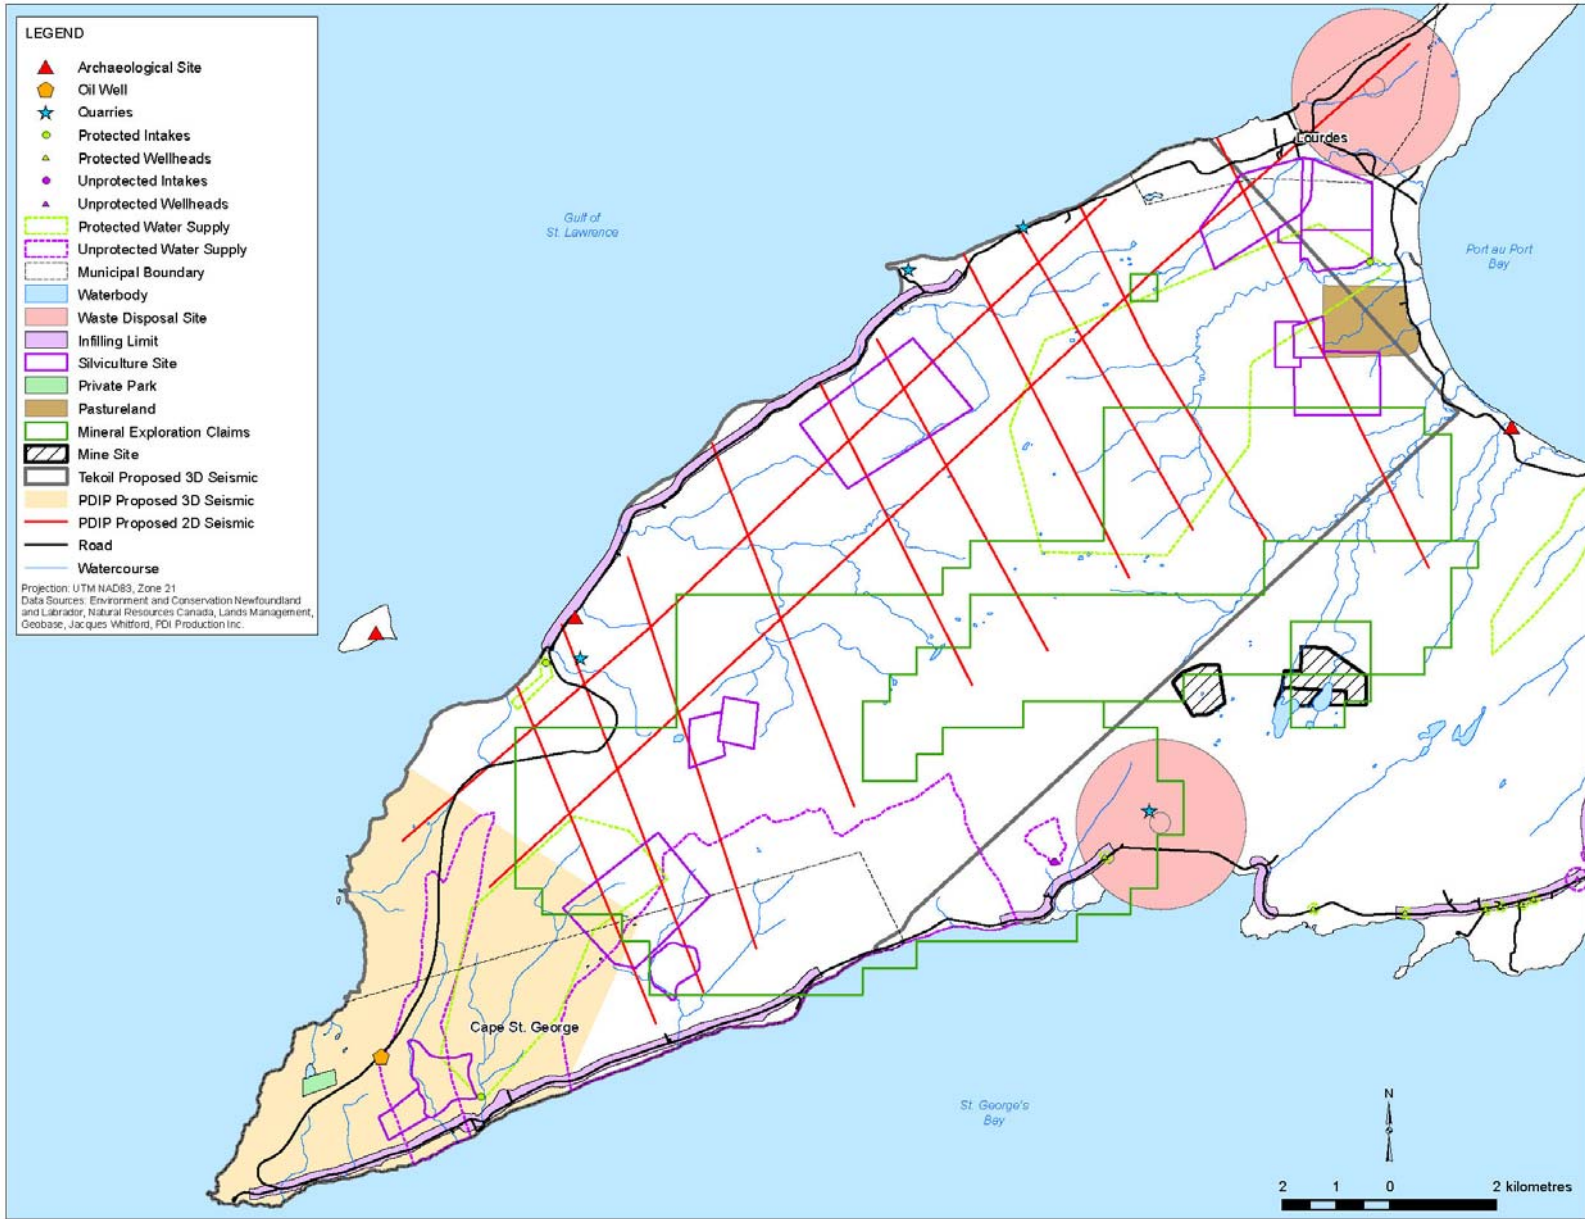 LEGEND
Archaeological Site
Oil Well
Quarries
Protected Intakes
Protected Wellheads
Unprotected Intakes
Unprotected Wellheads
Protected Water Supply
Unprotected Water Supply
Municipal Boundary
Waterbody
Waste Disposal Site
Infilling Limit
Silviculture Site
Private Park
Pastureland
Mineral Exploration Claims
Mine Site
Tekoil Proposed 3D Seismic
PDIP Proposed 3D Seismic
PDIP Proposed 2D Seismic
Road
Watercourse
Projection: UTM NAD83, Zone 21
Data Sources: Environment and Conservation Newfoundland
and Labrador, Natural Resources Canada, Lands Management,
Geobase, Jacques Whitford, PDI Production Inc.
Lourdes
Gulf of
St. Lawrence
Port au Port
Bay
Cape St. George
St. George's
Bay
N
2 1 0 2 kilometres